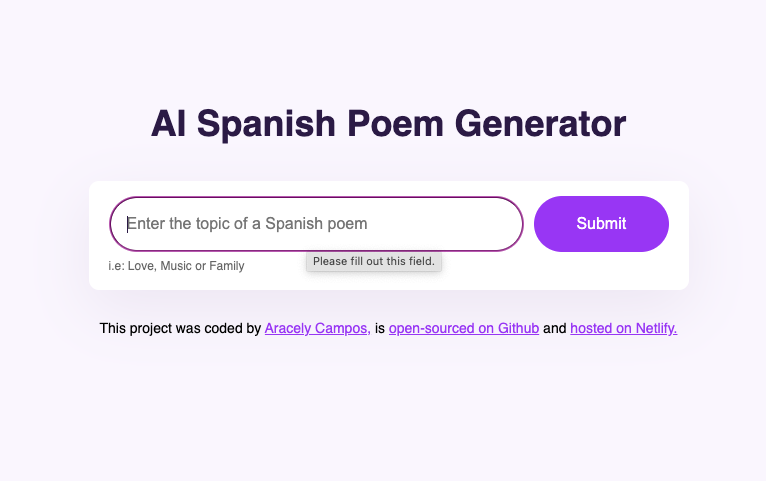 AI Spanish Poem Generator
Enter the topic of a Spanish poem
Submit
Please fill out this field.
i.e: Love, Music or Family
This project was coded by Aracely Campos, is open-sourced on Github and hosted on Netlify.